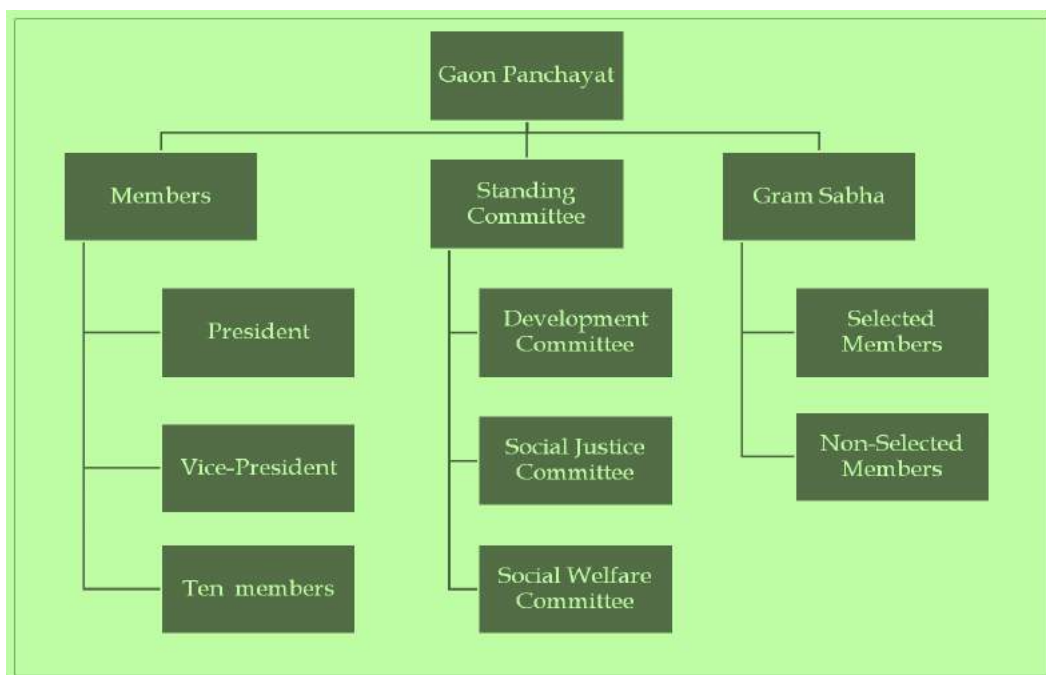 Gaon Panchayat
Members
Standing
Committee
Gram Sabha
President
Vice-President
Ten members
Development
Committee
Social Justice
Committee
Social Welfare
Committee
Selected
Members
Non-Selected
Members